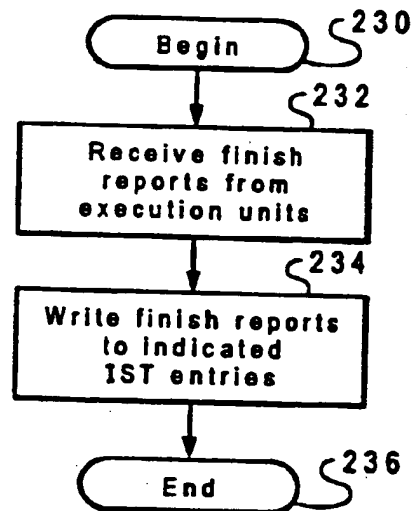 Begin
230
232
Receive finish
reports from
execution units
234
Write finish reports
to indicated
IST entries
End
236